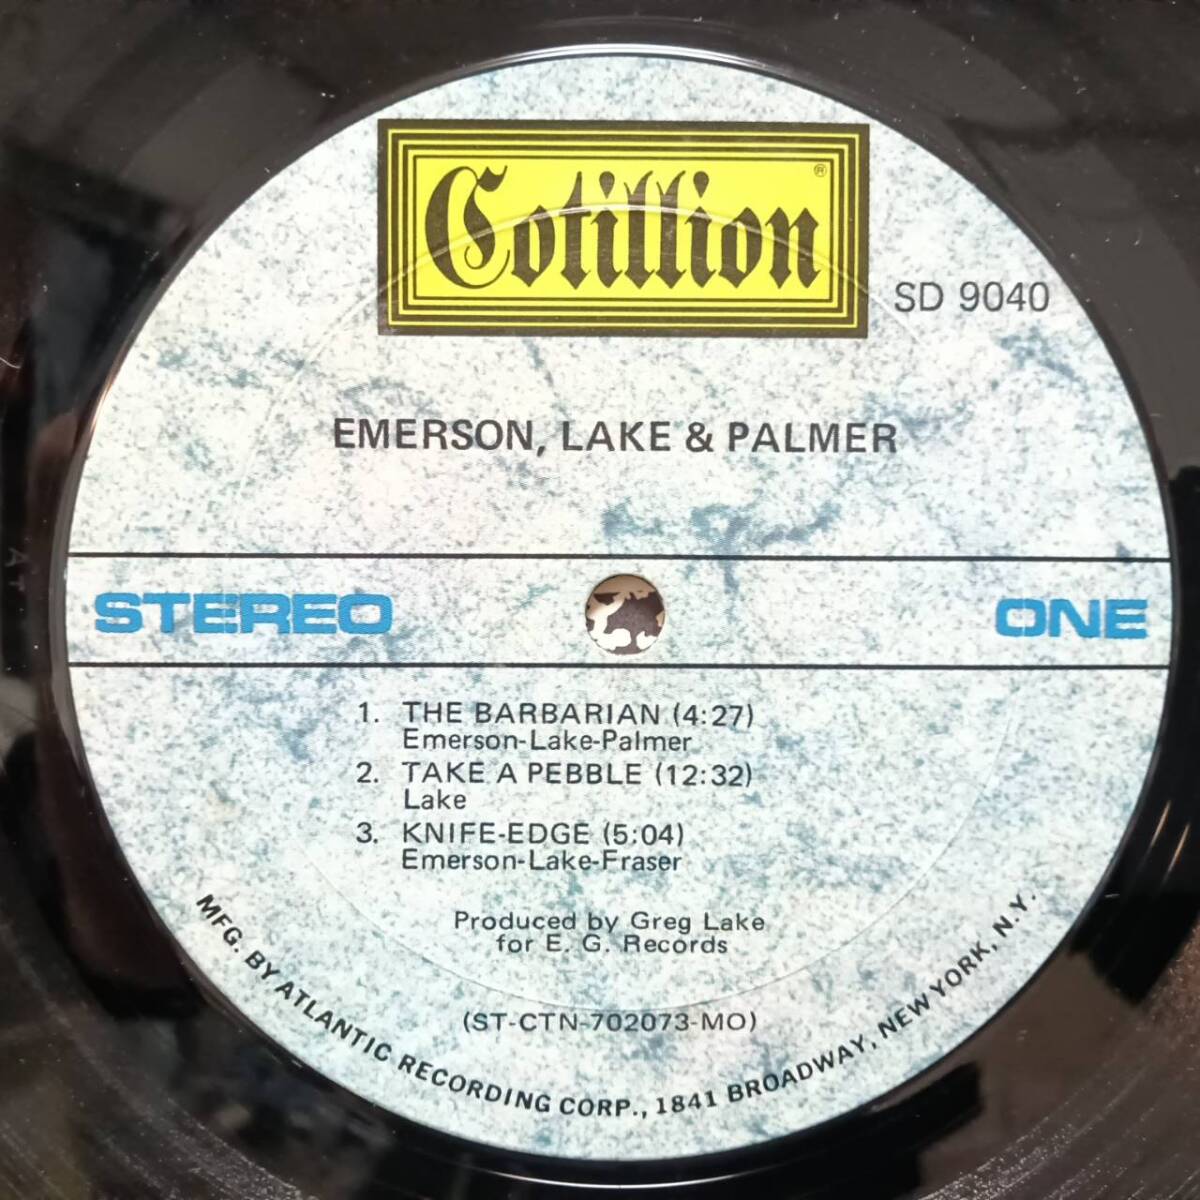 Cotillion®
SD 9040
EMERSON, LAKE & PALMER
STEREO
ONE
1. THE BARBARIAN (4:27)
Emerson-Lake-Palmer
2. TAKE A PEBBLE (12:32)
Lake
3. KNIFE-EDGE (5:04)
Emerson-Lake-Fraser
Produced by Greg Lake
for E. G. Records
(ST-CTN-702073-MO)
MFG. BY ATLANTIC RECORDING CORP., 1841 BROADWAY, NEW YORK, N.Y.